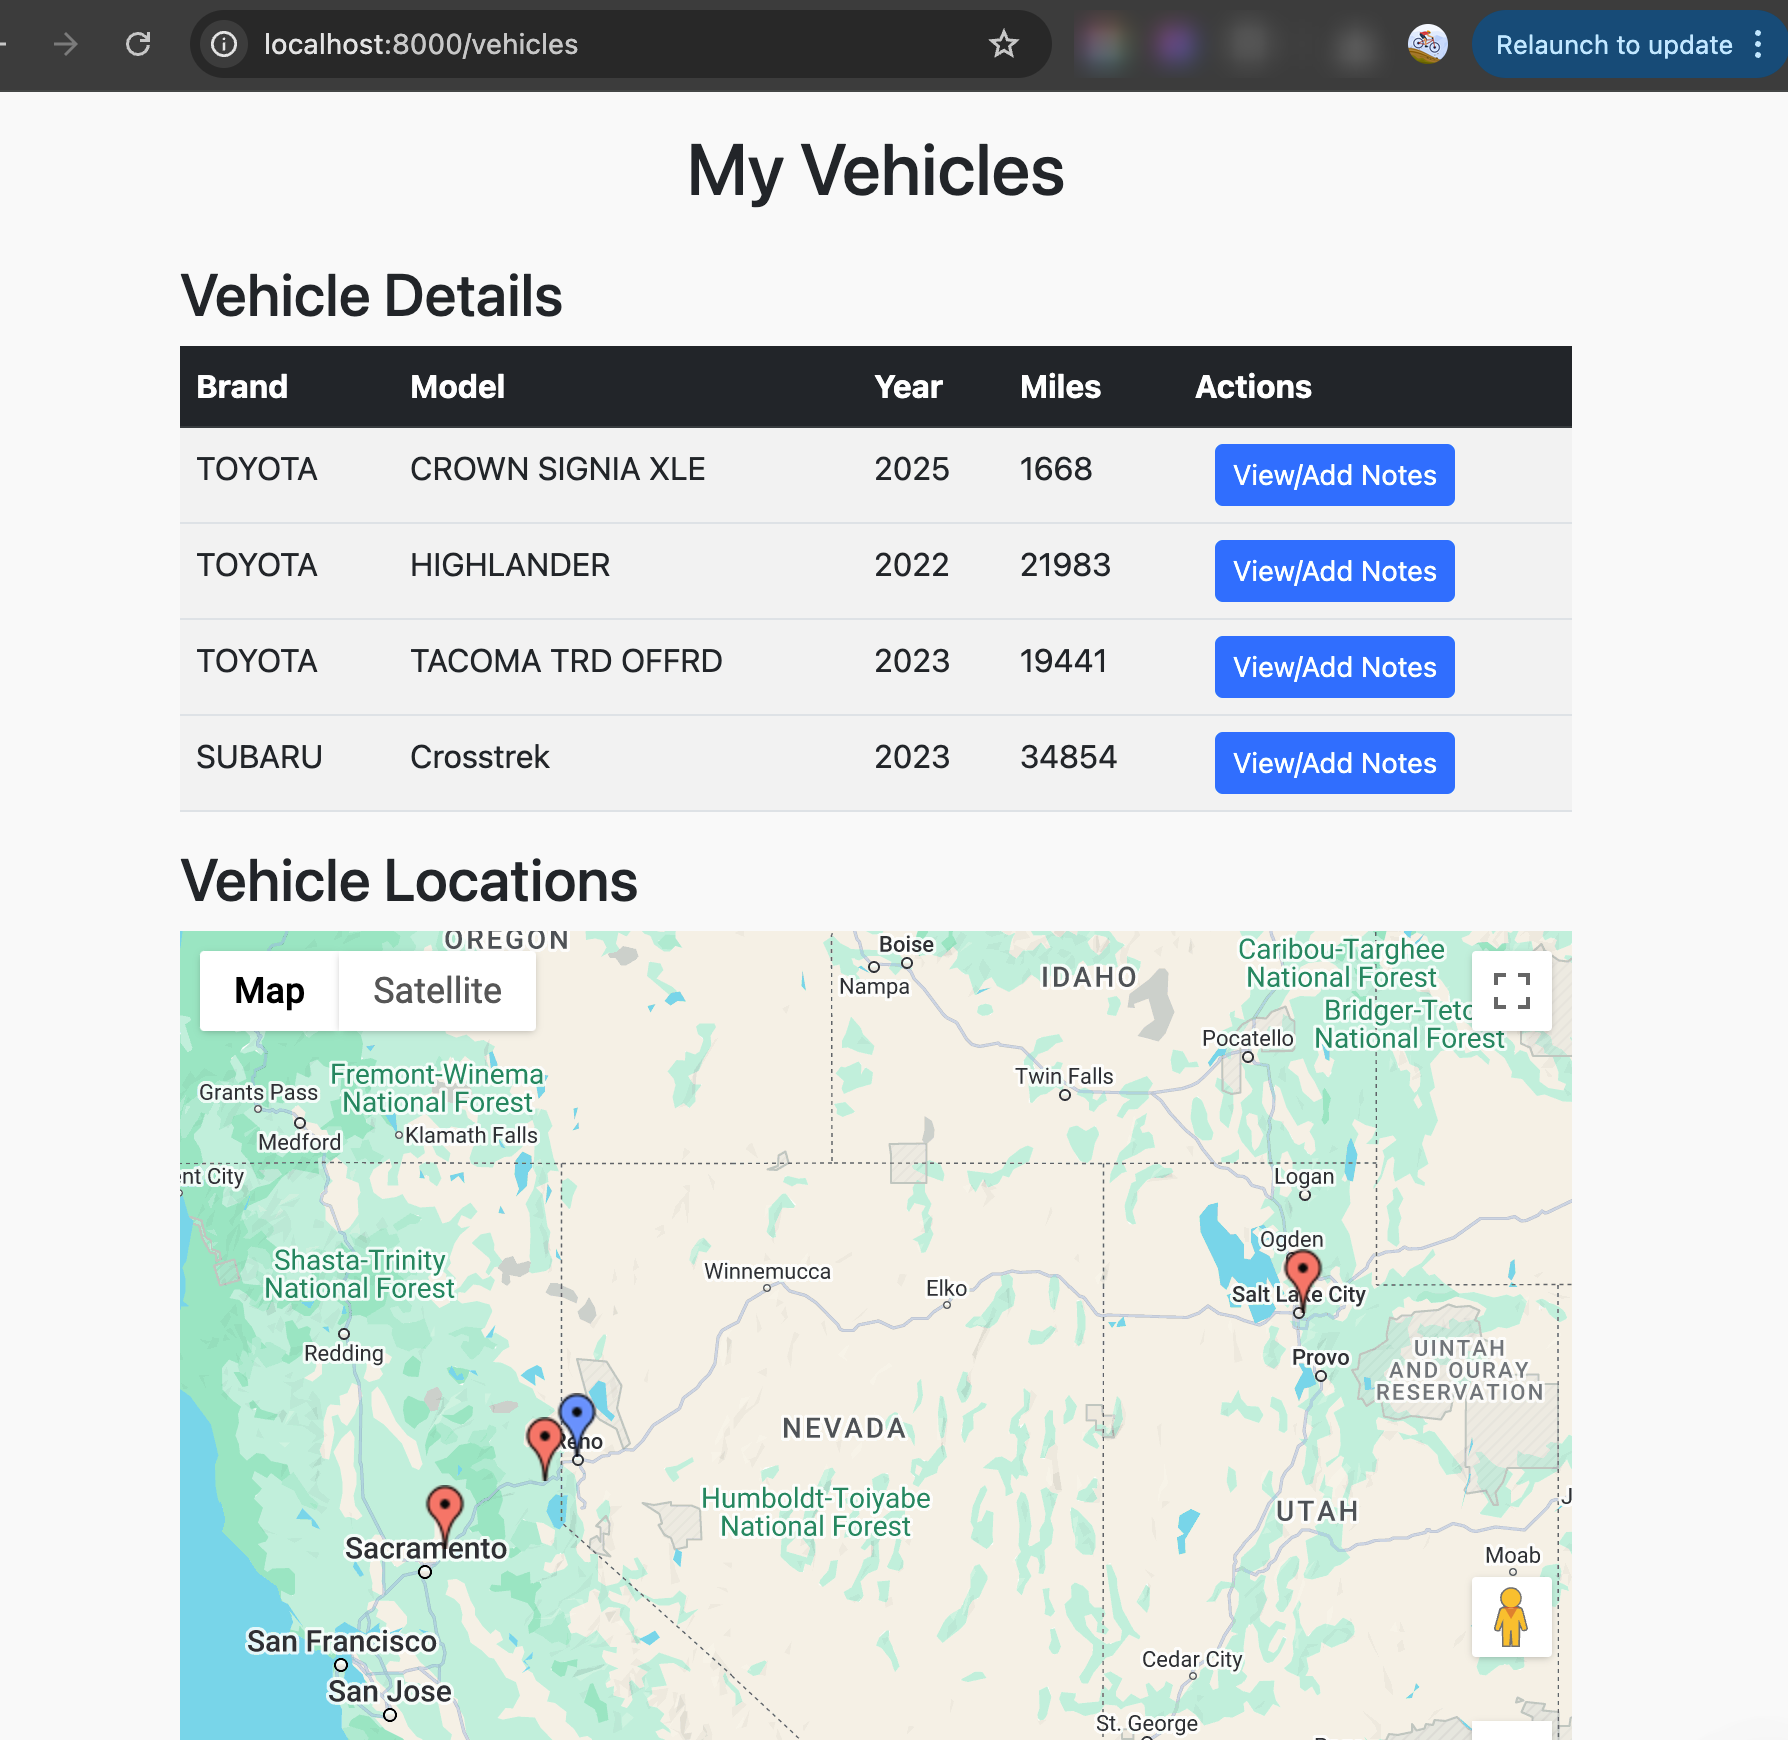 localhost:8000/vehicles
Relaunch to update
My Vehicles
Vehicle Details
Brand Model Year Miles Actions
TOYOTA CROWN SIGNIA XLE 2025 1668 View/Add Notes
TOYOTA HIGHLANDER 2022 21983 View/Add Notes
TOYOTA TACOMA TRD OFFRD 2023 19441 View/Add Notes
SUBARU Crosstrek 2023 34854 View/Add Notes
Vehicle Locations
OREGON
Map Satellite
Boise
Nampa
IDAHO
Caribou-Targhee
National Forest
Bridger-Teto
National Forest
Pocatello
Twin Falls
Fremont-Winema
National Forest
Grants Pass
Medford
Klamath Falls
nt City
Logan
Ogden
Shasta-Trinity
National Forest
Winnemucca
Elko
Salt Lake City
Redding
Provo
UINTAH
AND OURAY
RESERVATION
NEVADA
Reno
Humboldt-Toiyabe
National Forest
UTAH
Sacramento
Moab
San Francisco
San Jose
Cedar City
St. George